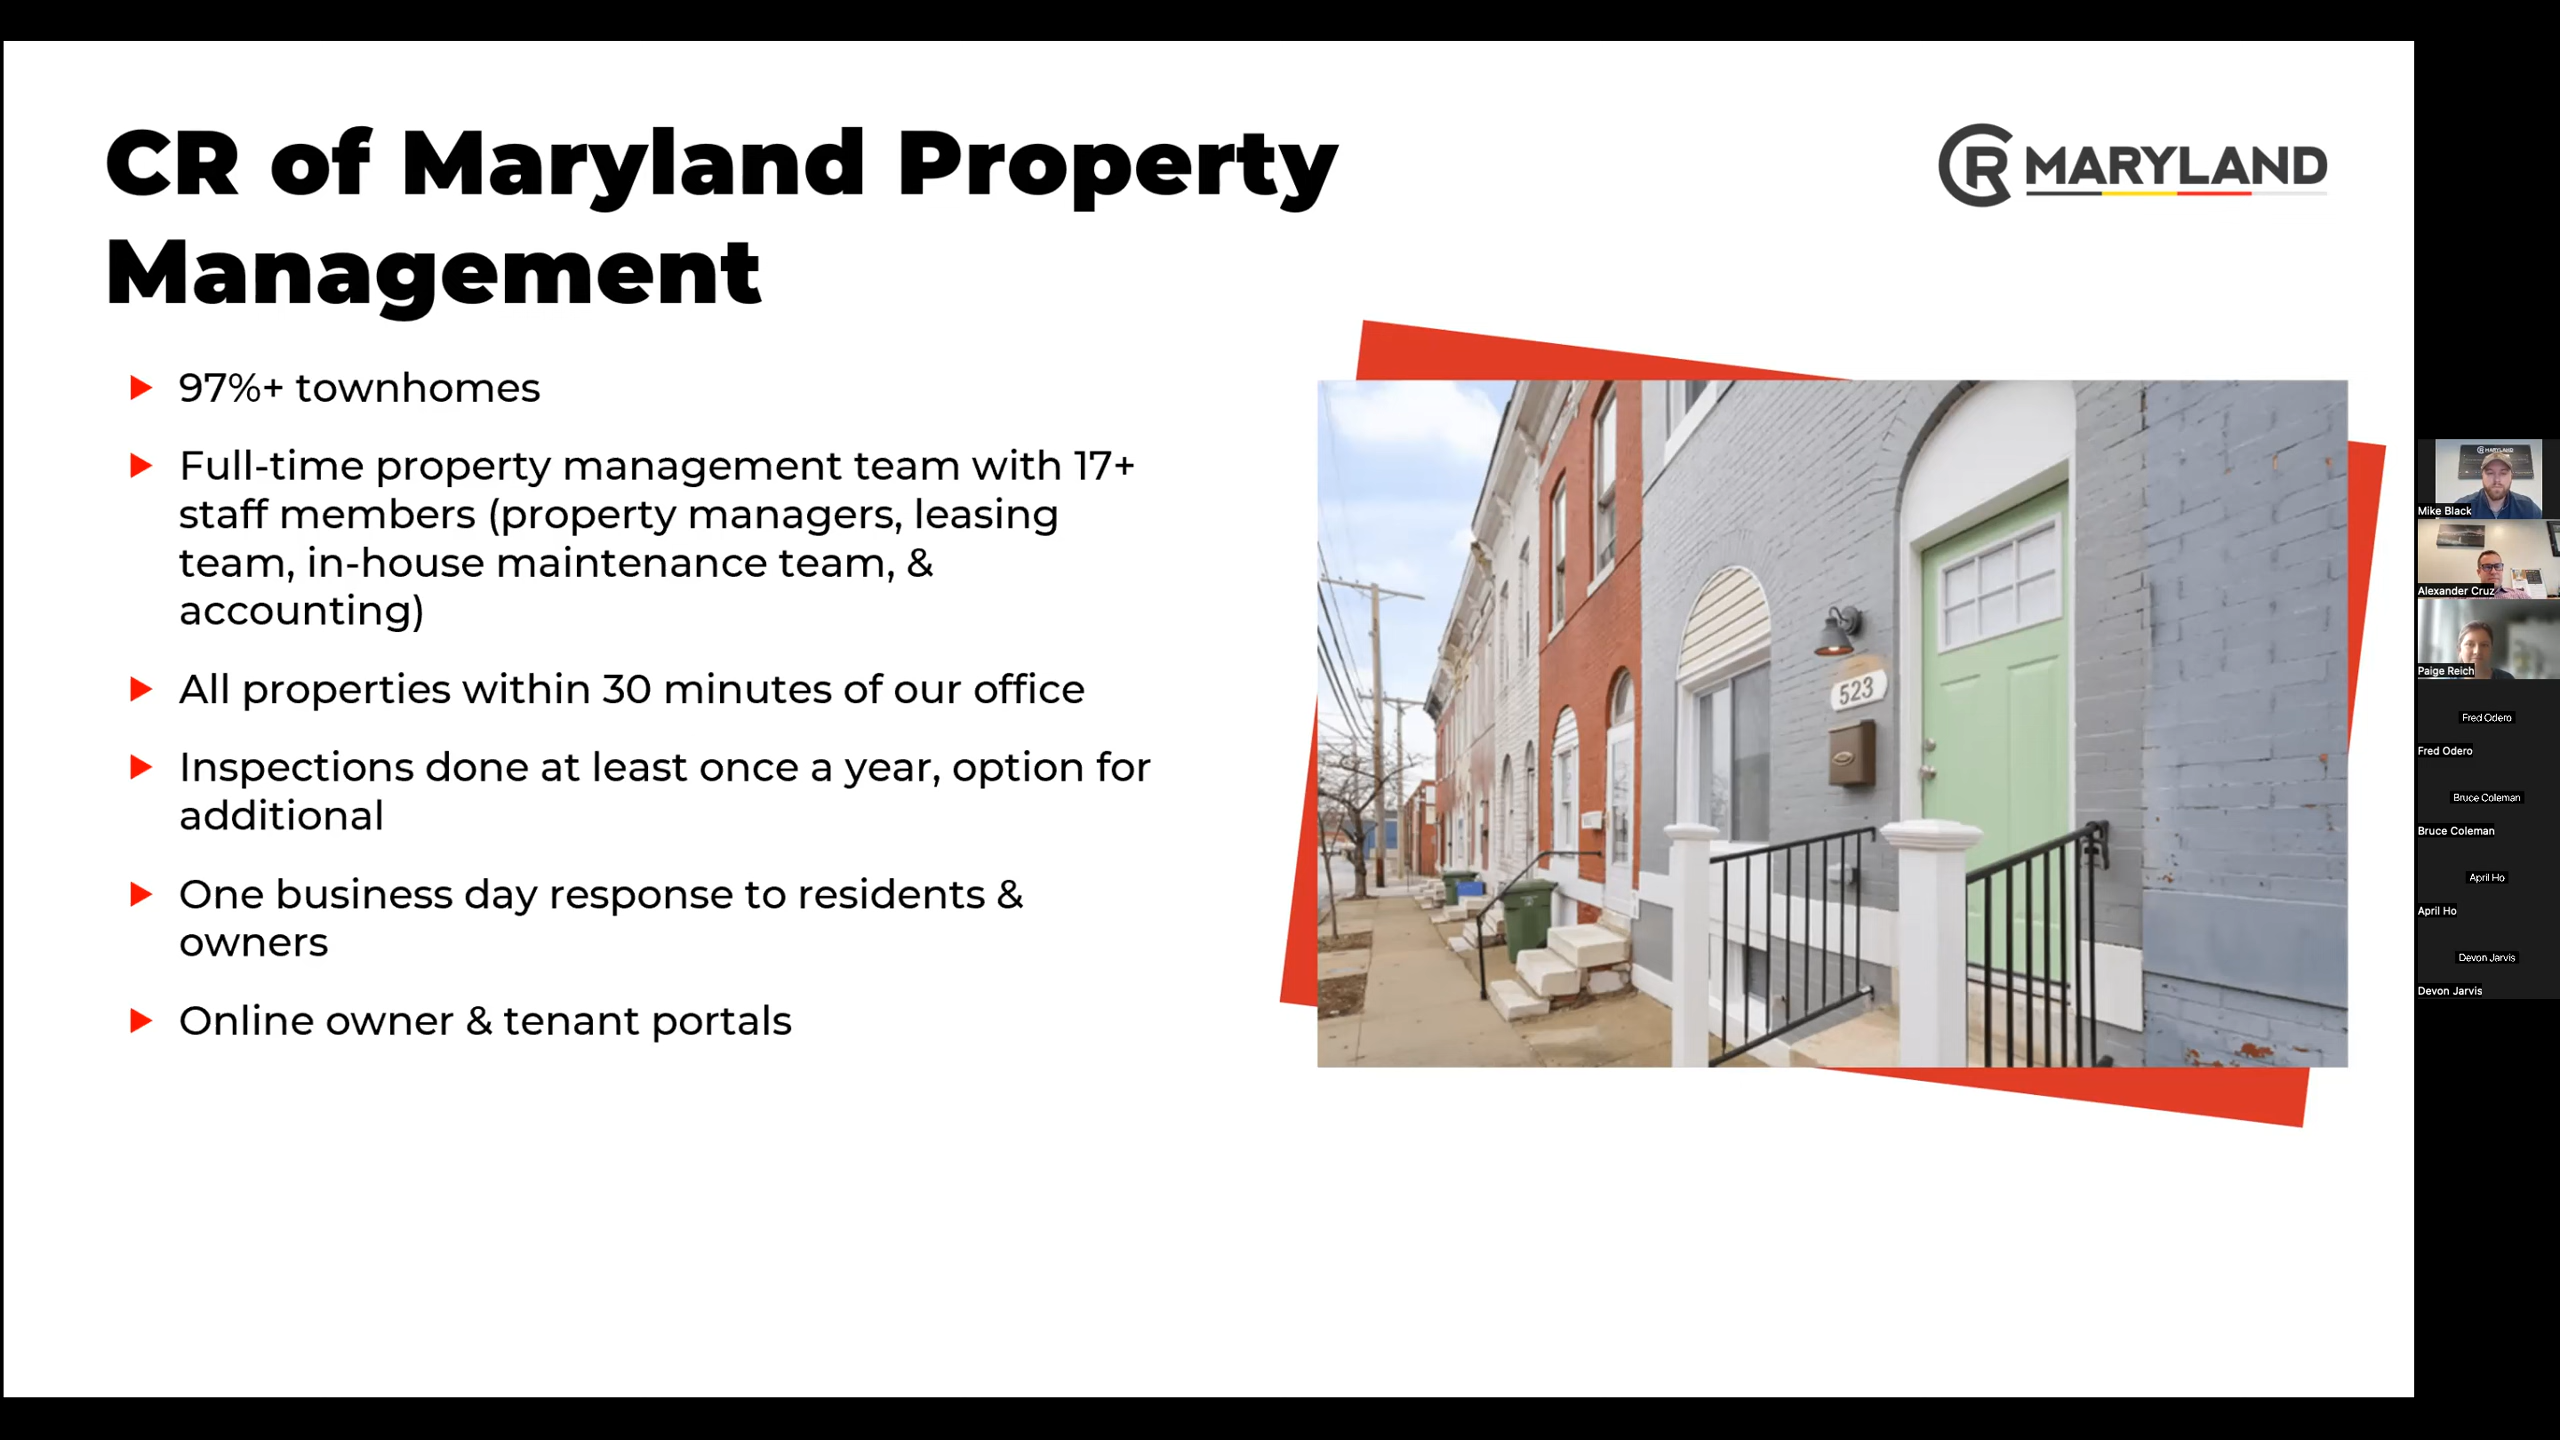 CR of Maryland Property
Management
CR MARYLAND
97%+ townhomes
Full-time property management team with 17+
staff members (property managers, leasing
team, in-house maintenance team, &
accounting)
All properties within 30 minutes of our office
Inspections done at least once a year, option for
additional
One business day response to residents &
owners
Online owner & tenant portals
523
MARYLAND
Mike Black
Alexander Cruz
Paige Reich
Fred Odero
Fred Odero
Bruce Coleman
Bruce Coleman
April Ho
April Ho
Devon Jarvis
Devon Jarvis